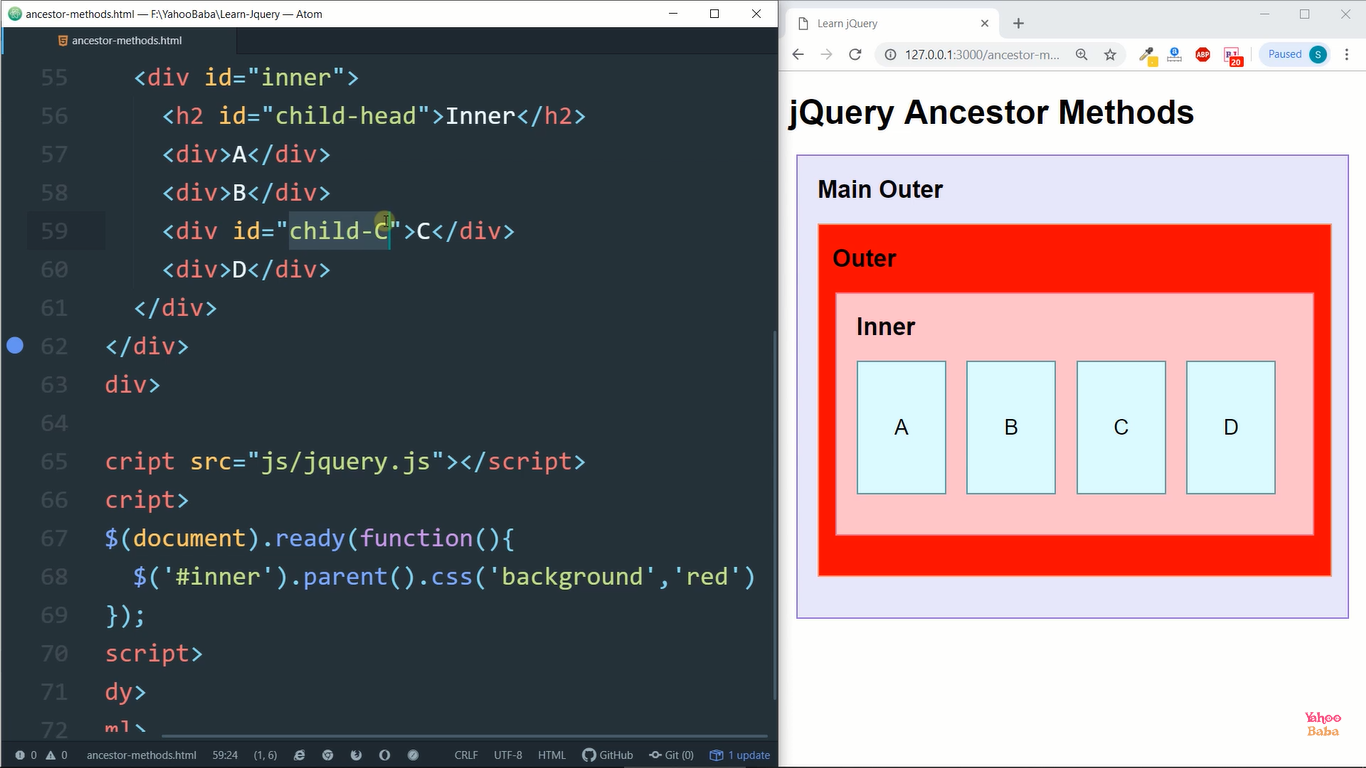 ancestor-methods.html — F:\YahooBaba\Learn-Jquery — Atom
ancestor-methods.html
55 <div id="inner">
56 <h2 id="child-head">Inner</h2>
57 <div>A</div>
58 <div>B</div>
59 <div id="child-C">C</div>
60 <div>D</div>
61 </div>
62 </div>
63 div>
64
65 cript src="js/jquery.js"></script>
66 cript>
67 $(document).ready(function(){
68 $('#inner').parent().css('background','red')
69 });
70 script>
71 dy>
72 ml>
0 0 ancestor-methods.html 59:24 (1, 6) CRLF UTF-8 HTML GitHub Git (0) 1 update
Learn jQuery
127.0.0.1:3000/ancestor-m... ABP 20 Paused S
jQuery Ancestor Methods
Main Outer
Outer
Inner
A B C D
Yahoo
Baba